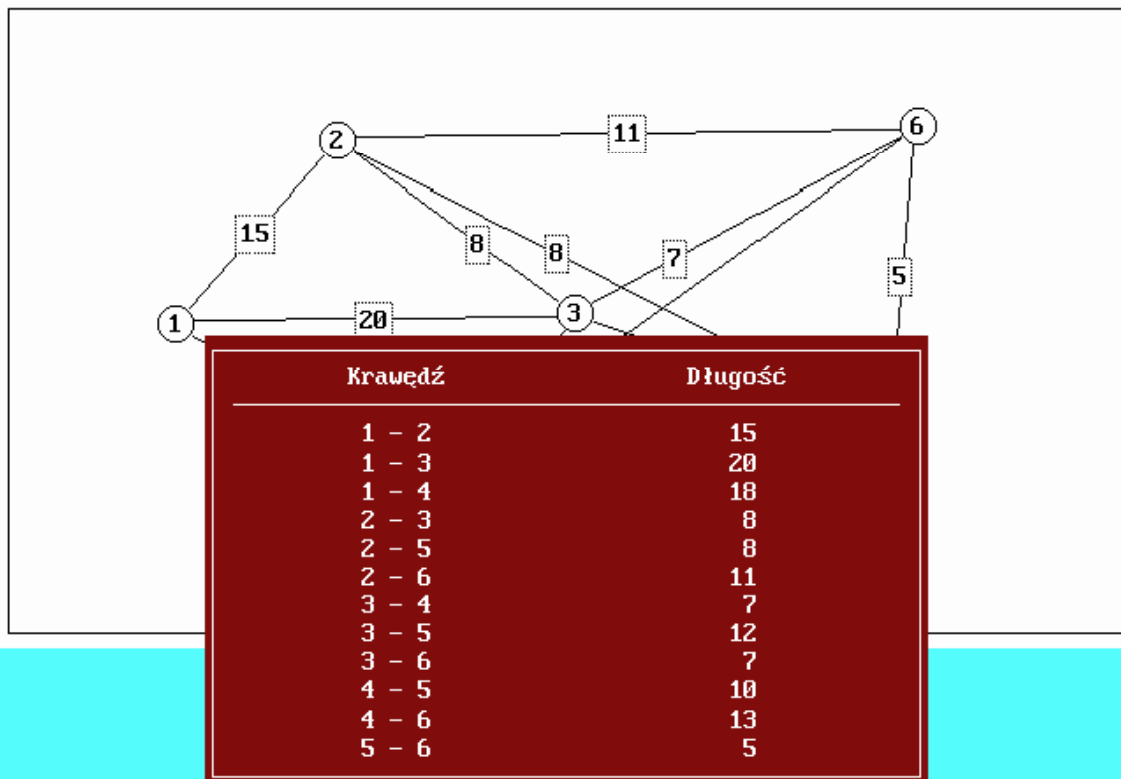 2
11
6
15
8
8
7
5
1
20
3
Krawędź Długość
1 - 2 15
1 - 3 20
1 - 4 18
2 - 3 8
2 - 5 8
2 - 6 11
3 - 4 7
3 - 5 12
3 - 6 7
4 - 5 10
4 - 6 13
5 - 6 5